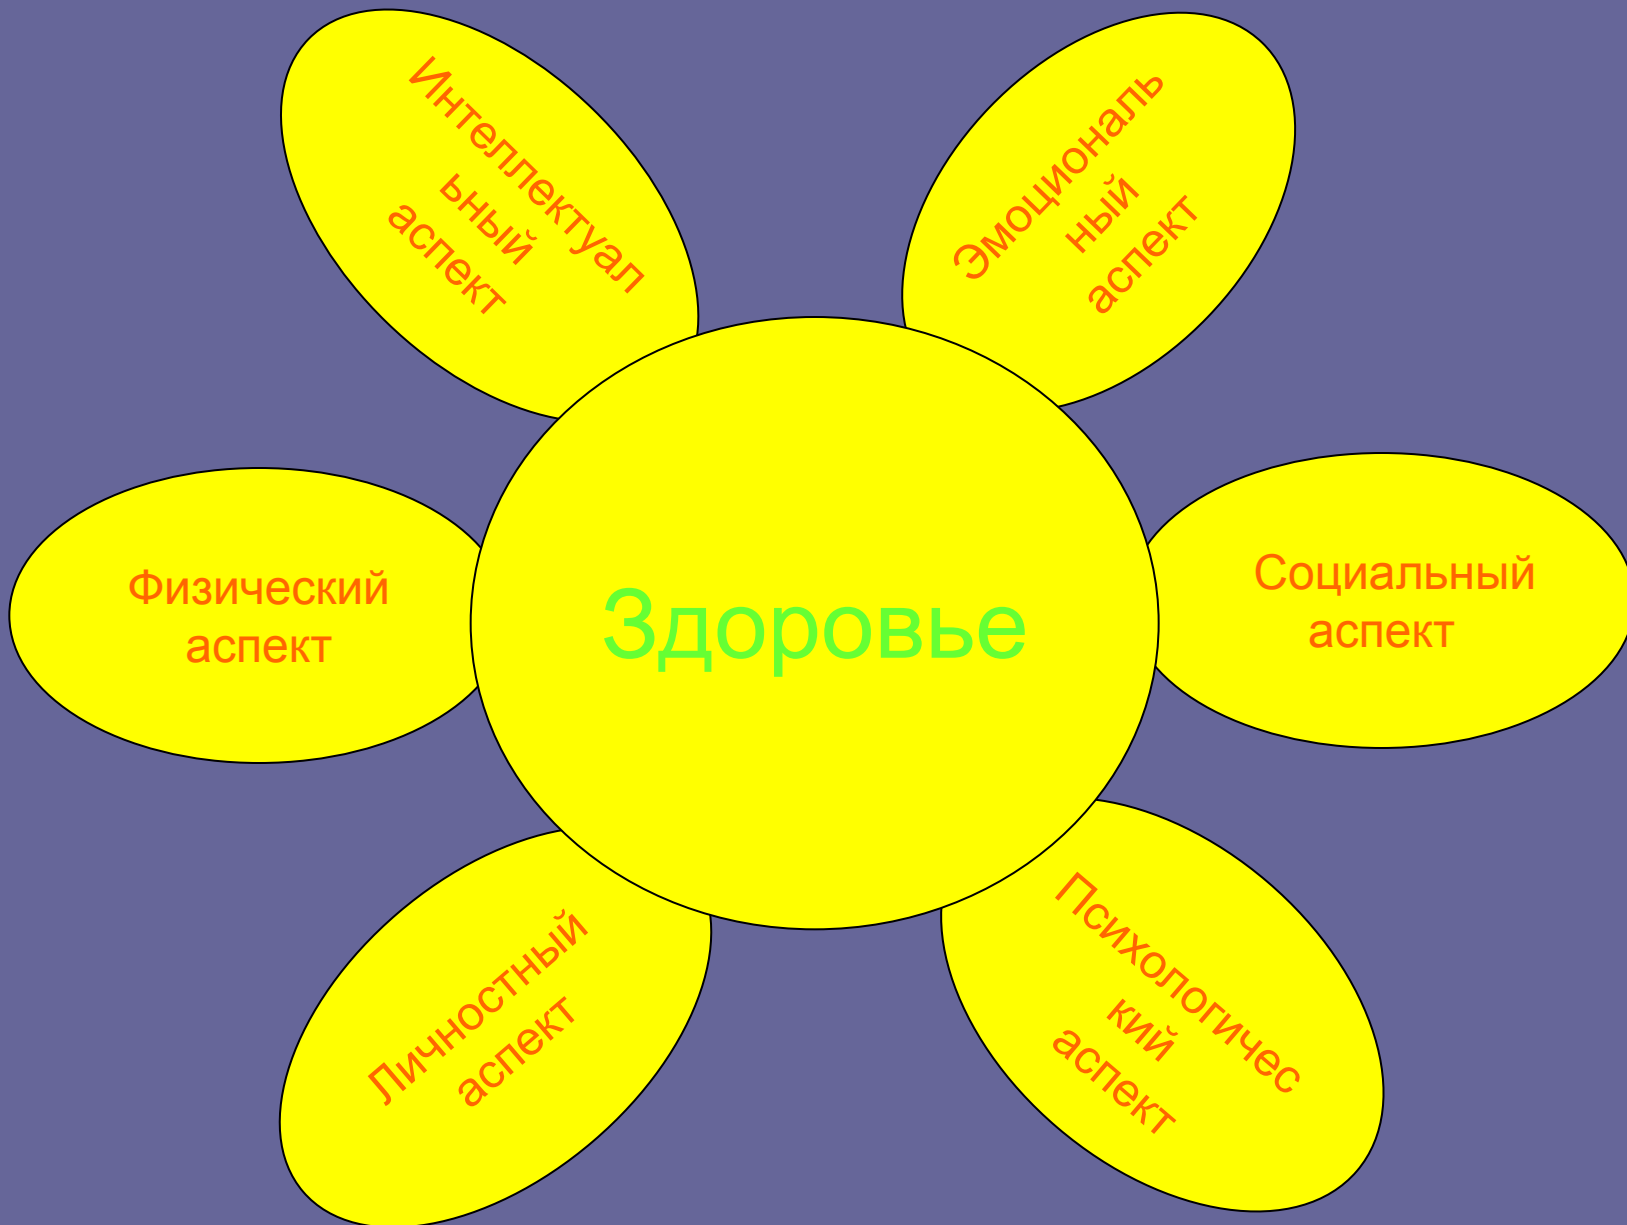 Интеллектуал
ьный
аспект
Эмоциональ
ный
аспект
Физический
аспект
Здоровье
Социальный
аспект
Личностный
аспект
Психологичес
кий
аспект